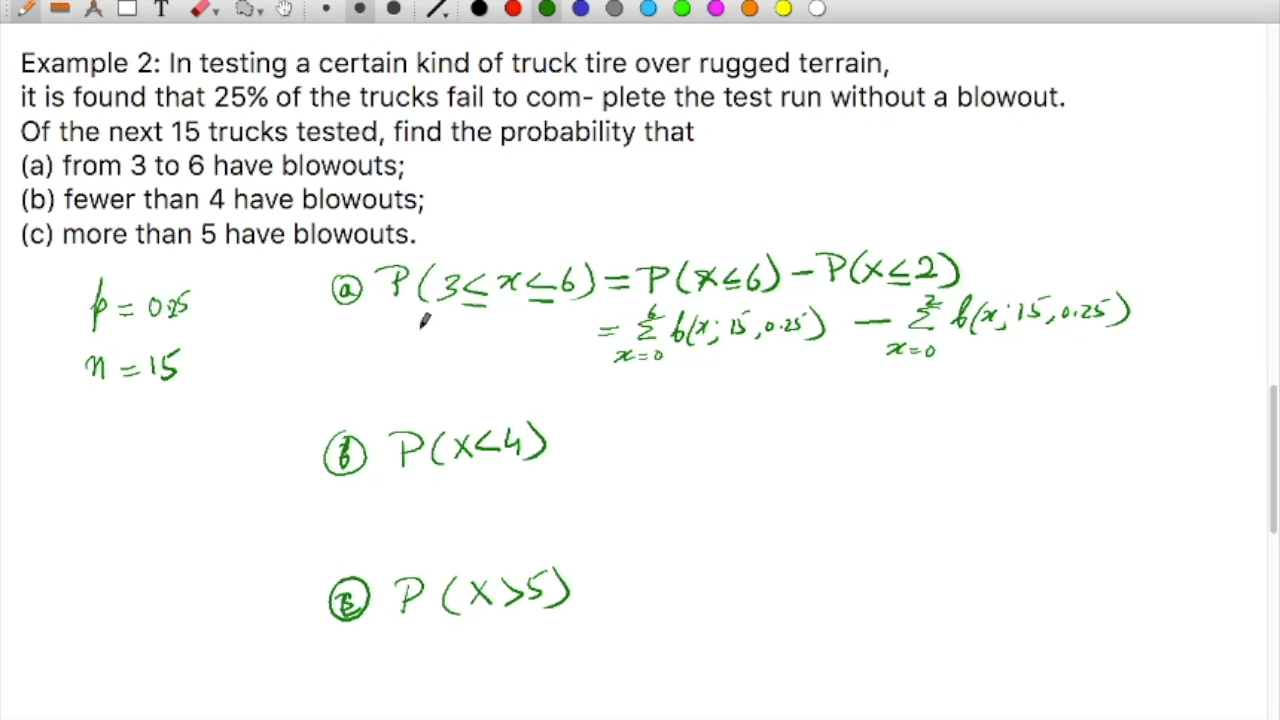 Example 2: In testing a certain kind of truck tire over rugged terrain,
it is found that 25% of the trucks fail to com- plete the test run without a blowout.
Of the next 15 trucks tested, find the probability that
(a) from 3 to 6 have blowouts;
(b) fewer than 4 have blowouts;
(c) more than 5 have blowouts.
p = 0.25
n = 15
ⓐ P(3 ≤ x ≤ 6) = P(x ≤ 6) − P(x ≤ 2)
= ∑_{x=0}^{6} b(x; 15, 0.25) − ∑_{x=0}^{2} b(x; 15, 0.25)
ⓑ P(X<4)
ⓒ P(X>5)